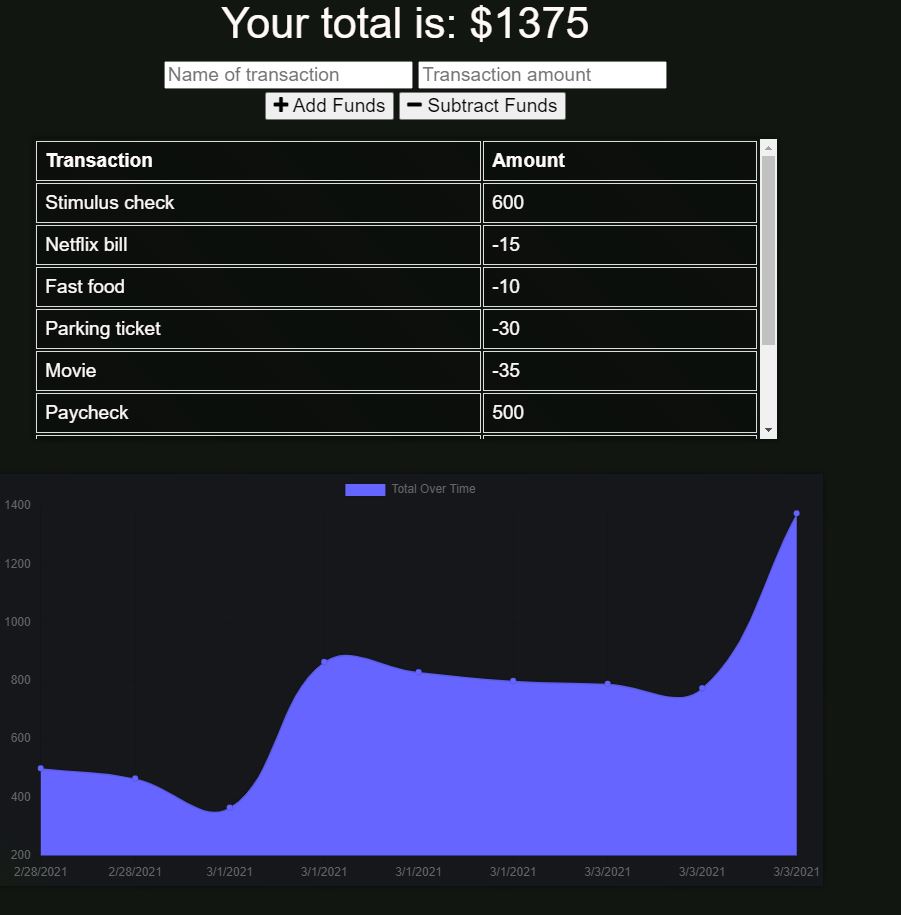 Your total is: $1375
Name of transaction Transaction amount
Add Funds Subtract Funds
Transaction Amount
Stimulus check 600
Netflix bill -15
Fast food -10
Parking ticket -30
Movie -35
Paycheck 500
Total Over Time
1400
1200
1000
800
600
400
200
2/28/2021 2/28/2021 3/1/2021 3/1/2021 3/1/2021 3/1/2021 3/3/2021 3/3/2021 3/3/2021